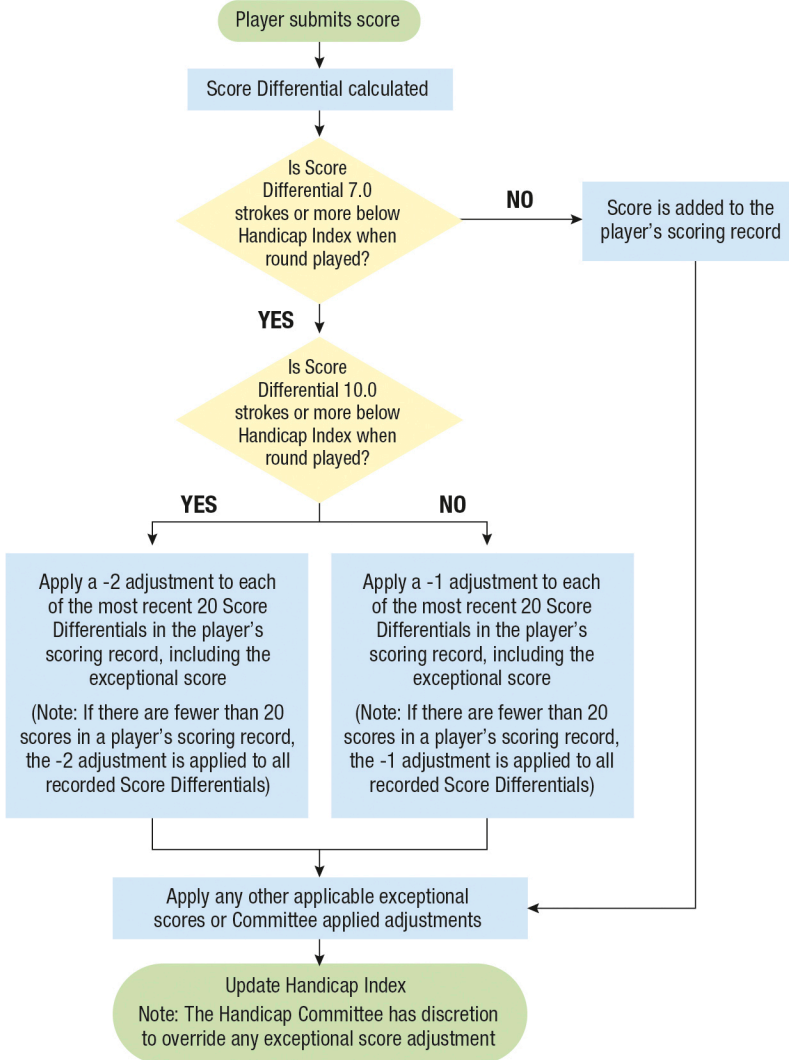 Player submits score
Score Differential calculated
Is Score
Differential 7.0
strokes or more below
Handicap Index when
round played?
NO
Score is added to the
player’s scoring record
YES
Is Score
Differential 10.0
strokes or more below
Handicap Index when
round played?
YES
NO
Apply a -2 adjustment to each
of the most recent 20 Score
Differentials in the player’s
scoring record, including the
exceptional score
(Note: If there are fewer than 20
scores in a player’s scoring record,
the -2 adjustment is applied to all
recorded Score Differentials)
Apply a -1 adjustment to each
of the most recent 20 Score
Differentials in the player’s
scoring record, including the
exceptional score
(Note: If there are fewer than 20
scores in a player’s scoring record,
the -1 adjustment is applied to all
recorded Score Differentials)
Apply any other applicable exceptional
scores or Committee applied adjustments
Update Handicap Index
Note: The Handicap Committee has discretion
to override any exceptional score adjustment